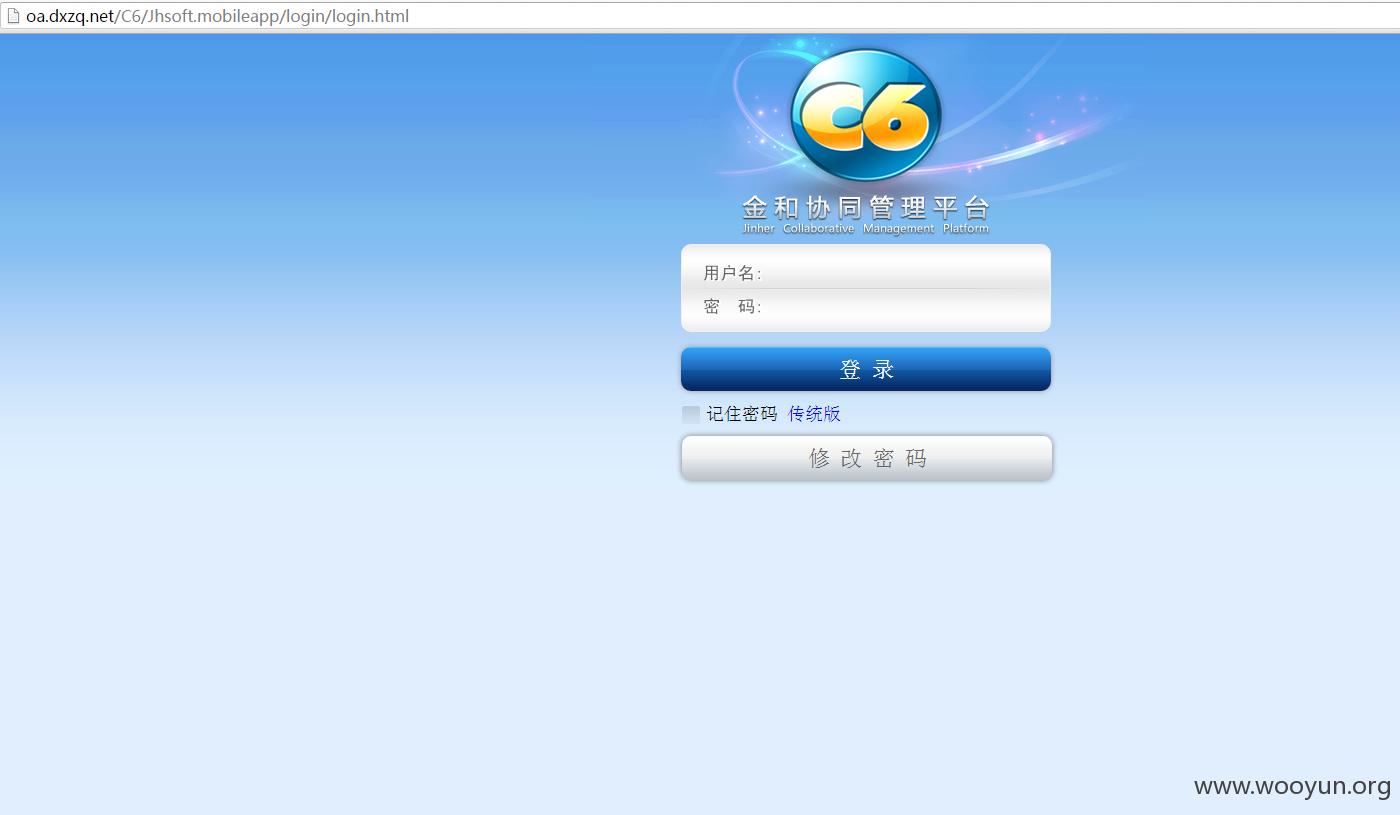 oa.dxzq.net/C6/Jhsoft.mobileapp/login/login.html
C6
金和协同管理平台
Jinher Collaborative Management Platform
用户名:
密 码:
登 录
记住密码 传统版
修 改 密 码
www.wooyun.org